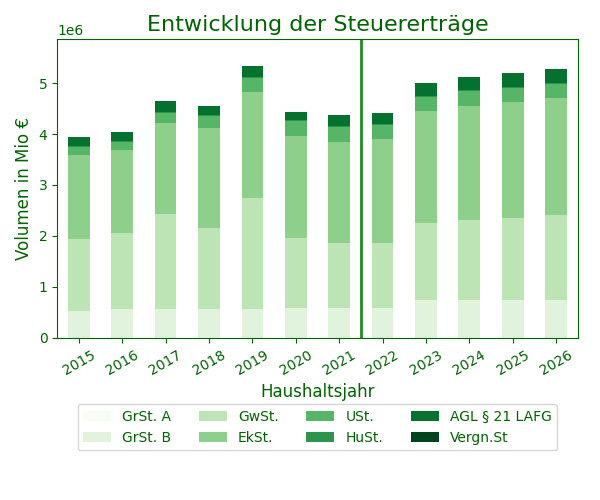 Entwicklung der Steuererträge
1e6
Volumen in Mio €
5
4
3
2
1
0
2015 2016 2017 2018 2019 2020 2021 2022 2023 2024 2025 2026
Haushaltsjahr
GrSt. A GwSt. USt. AGL § 21 LAFG
GrSt. B EkSt. HuSt. Vergn.St